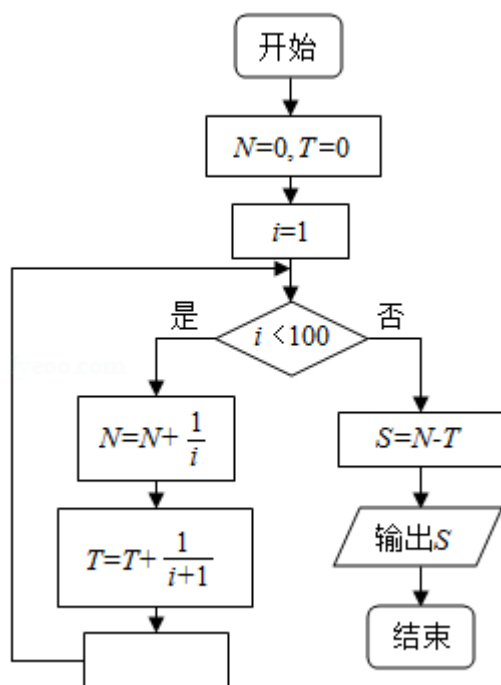 开始
N=0, T=0
i=1
i<100
是
否
N=N+ 1/i
S=N-T
T=T+ 1/(i+1)
输出S
结束